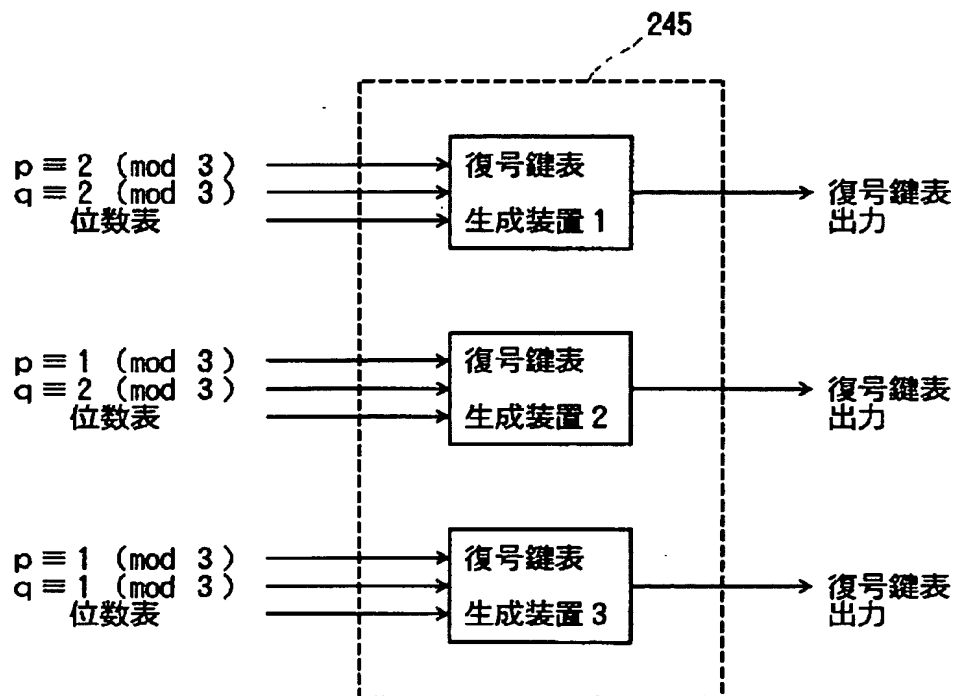 245
p ≡ 2 (mod 3)
q ≡ 2 (mod 3)
位数表
復号鍵表
生成装置1
復号鍵表
出力
p ≡ 1 (mod 3)
q ≡ 2 (mod 3)
位数表
復号鍵表
生成装置2
復号鍵表
出力
p ≡ 1 (mod 3)
q ≡ 1 (mod 3)
位数表
復号鍵表
生成装置3
復号鍵表
出力